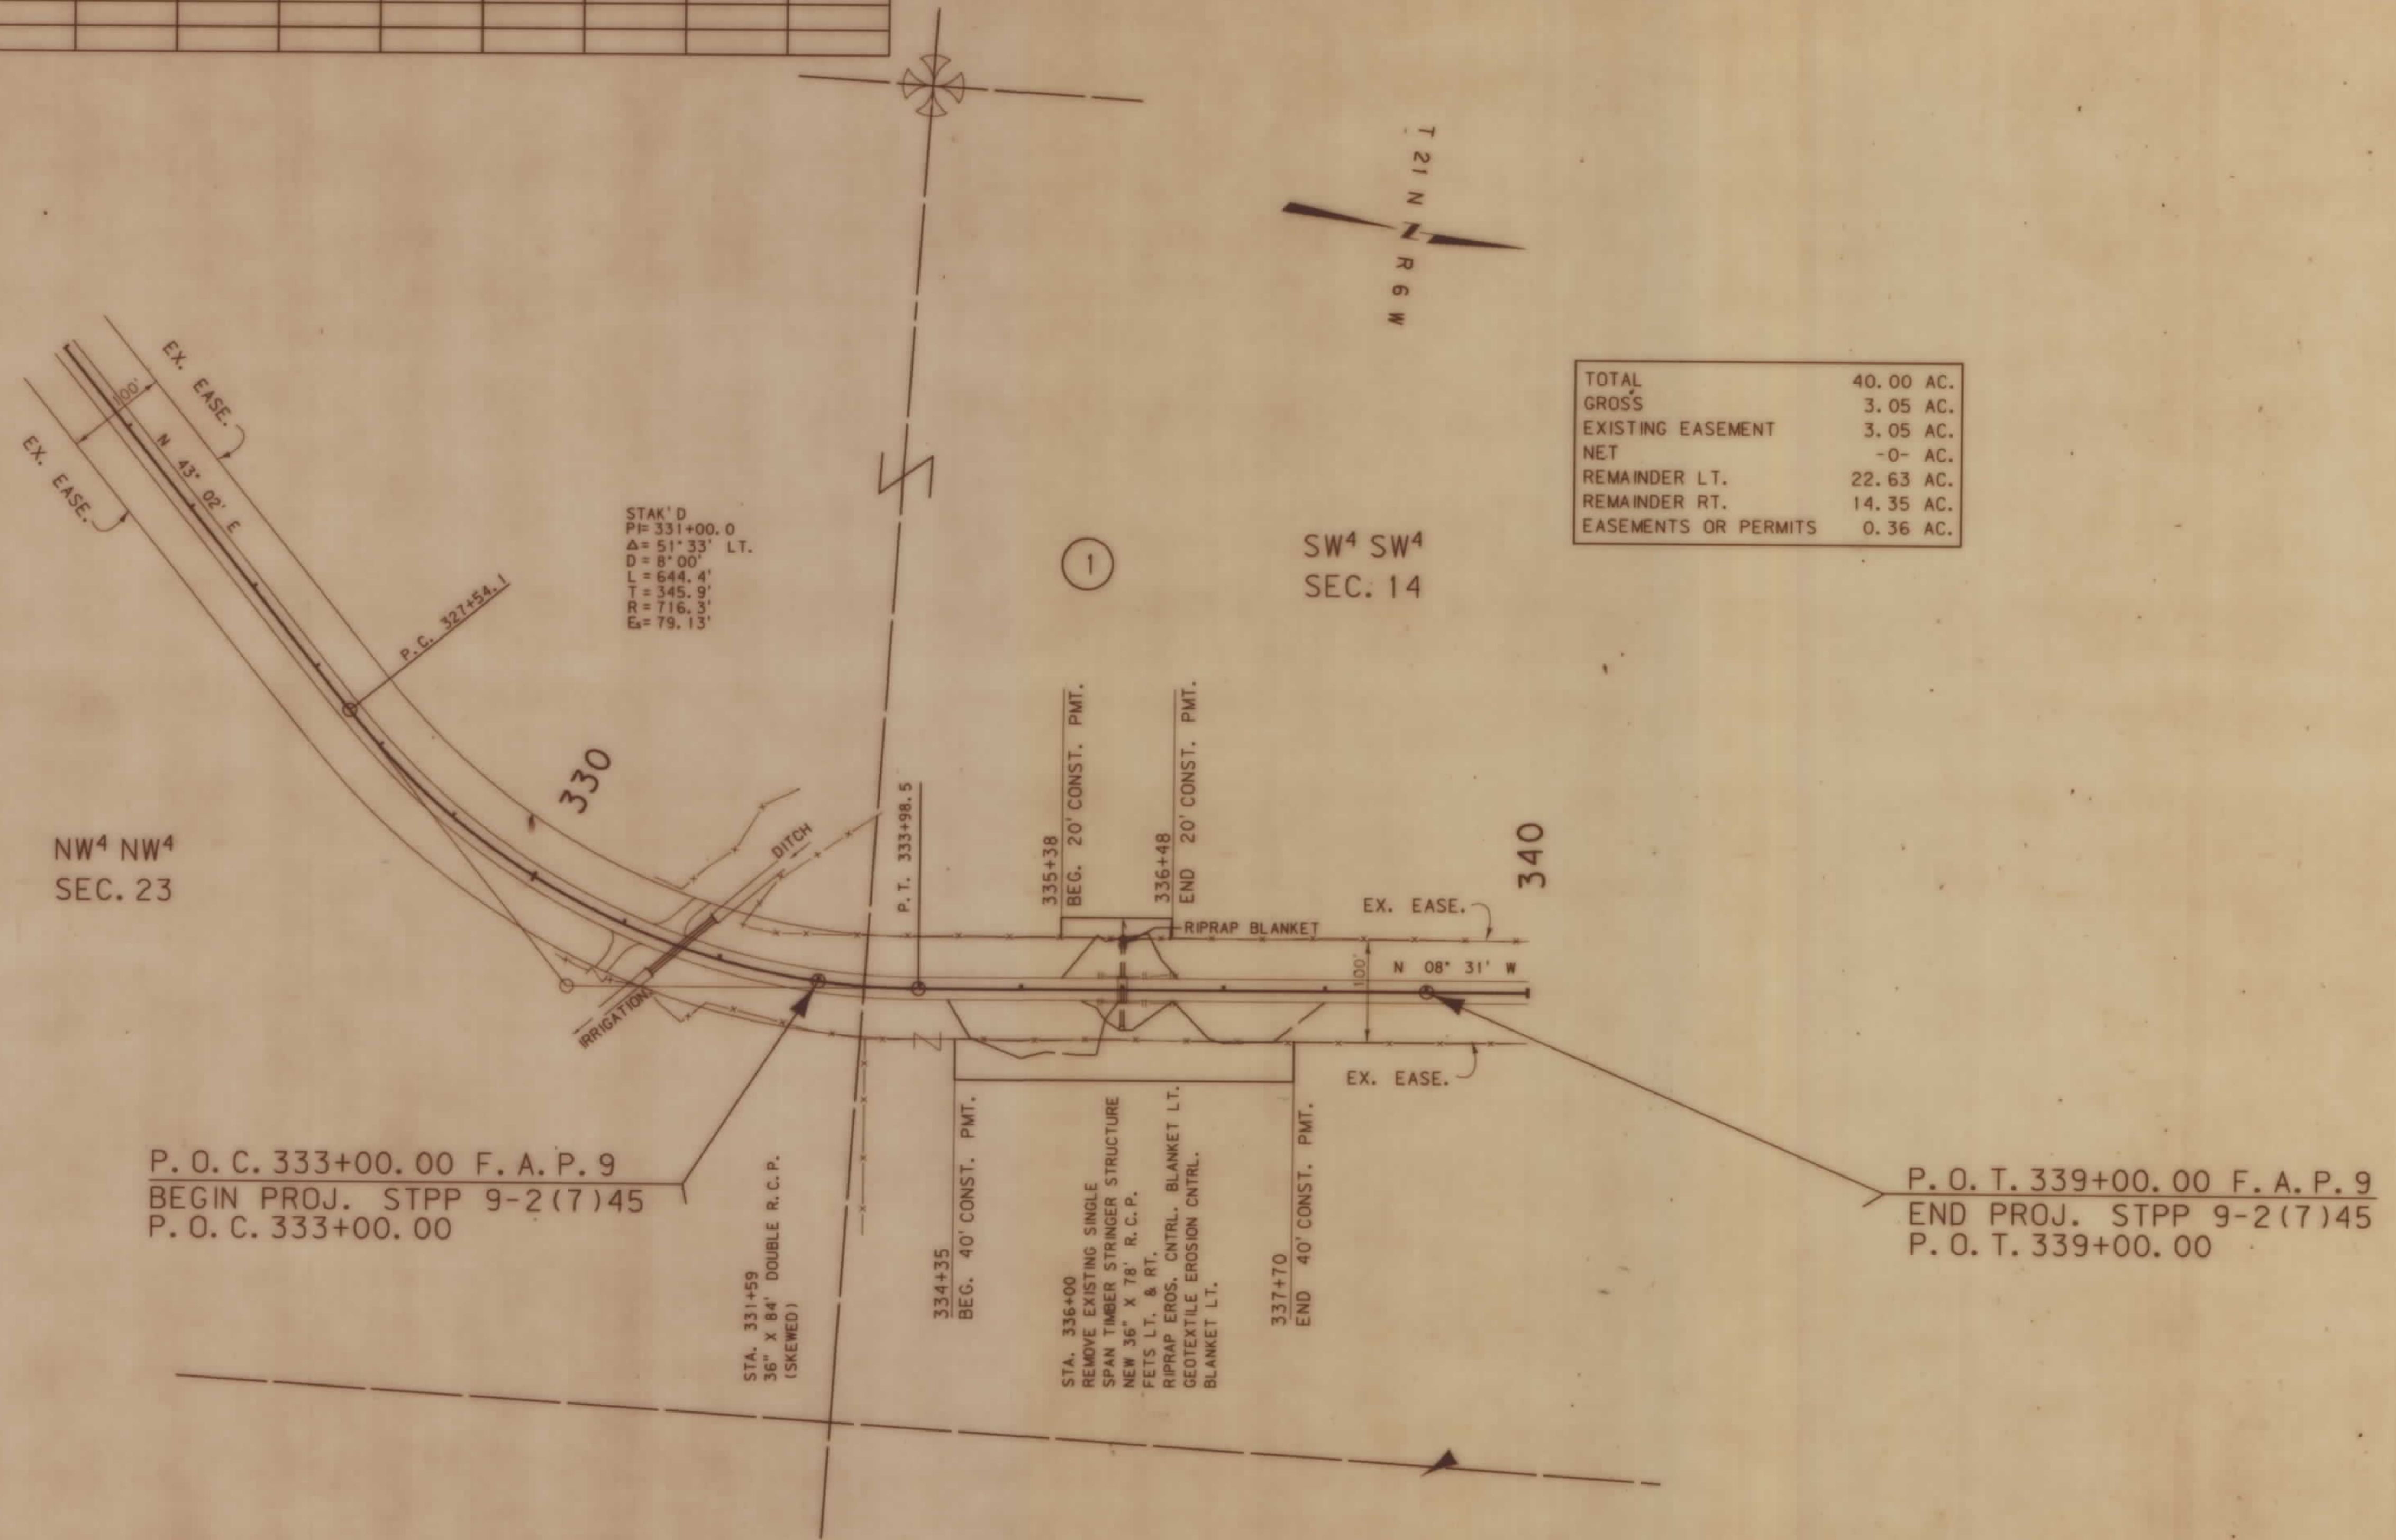 T 21 N
N
R 6 W
TOTAL 40.00 AC.
GROSS 3.05 AC.
EXISTING EASEMENT 3.05 AC.
NET -0- AC.
REMAINDER LT. 22.63 AC.
REMAINDER RT. 14.35 AC.
EASEMENTS OR PERMITS 0.36 AC.
EX. EASE.
100'
EX. EASE.
N 43° 02' E
STAK'D
PI= 331+00.0
Δ= 51°33' LT.
D = 8°00'
L = 644.4'
T = 345.9'
R = 716.3'
Es= 79.13'
P.C. 327+54.1
1
SW4 SW4
SEC. 14
330
NW4 NW4
SEC. 23
DITCH
IRRIGATION
P.T. 333+98.5
335+38
BEG. 20' CONST. PMT.
336+48
END 20' CONST. PMT.
RIPRAP BLANKET
EX. EASE.
340
100'
N 08° 31' W
EX. EASE.
P.O.C. 333+00.00 F.A.P. 9
BEGIN PROJ. STPP 9-2(7)45
P.O.C. 333+00.00
STA. 331+59
36" X 84' DOUBLE R.C.P.
(SKEWED)
334+35
BEG. 40' CONST. PMT.
STA. 336+00
REMOVE EXISTING SINGLE
SPAN TIMBER STRINGER STRUCTURE
NEW 36" X 78' R.C.P.
FETS LT. & RT.
RIPRAP EROS. CNTRL. BLANKET LT.
GEOTEXTILE EROSION CNTRL.
BLANKET LT.
337+70
END 40' CONST. PMT.
P.O.T. 339+00.00 F.A.P. 9
END PROJ. STPP 9-2(7)45
P.O.T. 339+00.00